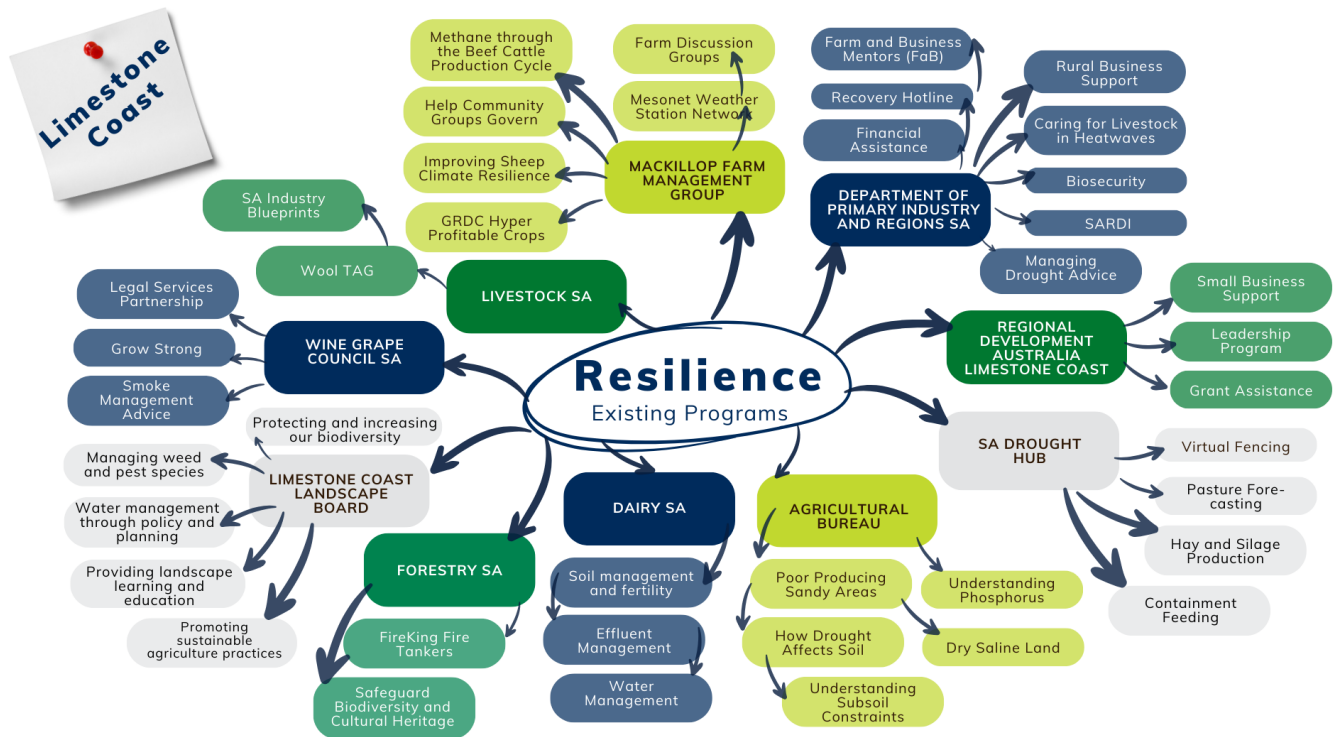 Limestone
Coast
Methane through
the Beef Cattle
Production Cycle
Help Community
Groups Govern
Improving Sheep
Climate Resilience
GRDC Hyper
Profitable Crops
Farm Discussion
Groups
Mesonet Weather
Station Network
MACKILLOP FARM
MANAGEMENT
GROUP
Farm and Business
Mentors (FaB)
Recovery Hotline
Financial
Assistance
DEPARTMENT OF
PRIMARY INDUSTRY
AND REGIONS SA
Rural Business
Support
Caring for Livestock
in Heatwaves
Biosecurity
SARDI
Managing
Drought Advice
SA Industry
Blueprints
Wool TAG
LIVESTOCK SA
Legal Services
Partnership
Grow Strong
Smoke
Management
Advice
WINE GRAPE
COUNCIL SA
Resilience
Existing Programs
REGIONAL
DEVELOPMENT
AUSTRALIA
LIMESTONE COAST
Small Business
Support
Leadership
Program
Grant Assistance
Protecting and increasing
our biodiversity
Managing weed
and pest species
Water management
through policy and
planning
Providing landscape
learning and
education
Promoting
sustainable
agriculture practices
LIMESTONE COAST
LANDSCAPE
BOARD
FORESTRY SA
FireKing Fire
Tankers
Safeguard
Biodiversity and
Cultural Heritage
DAIRY SA
Soil management
and fertility
Effluent
Management
Water
Management
AGRICULTURAL
BUREAU
Poor Producing
Sandy Areas
How Drought
Affects Soil
Understanding
Subsoil
Constraints
Understanding
Phosphorus
Dry Saline Land
SA DROUGHT
HUB
Virtual Fencing
Pasture Fore-
casting
Hay and Silage
Production
Containment
Feeding